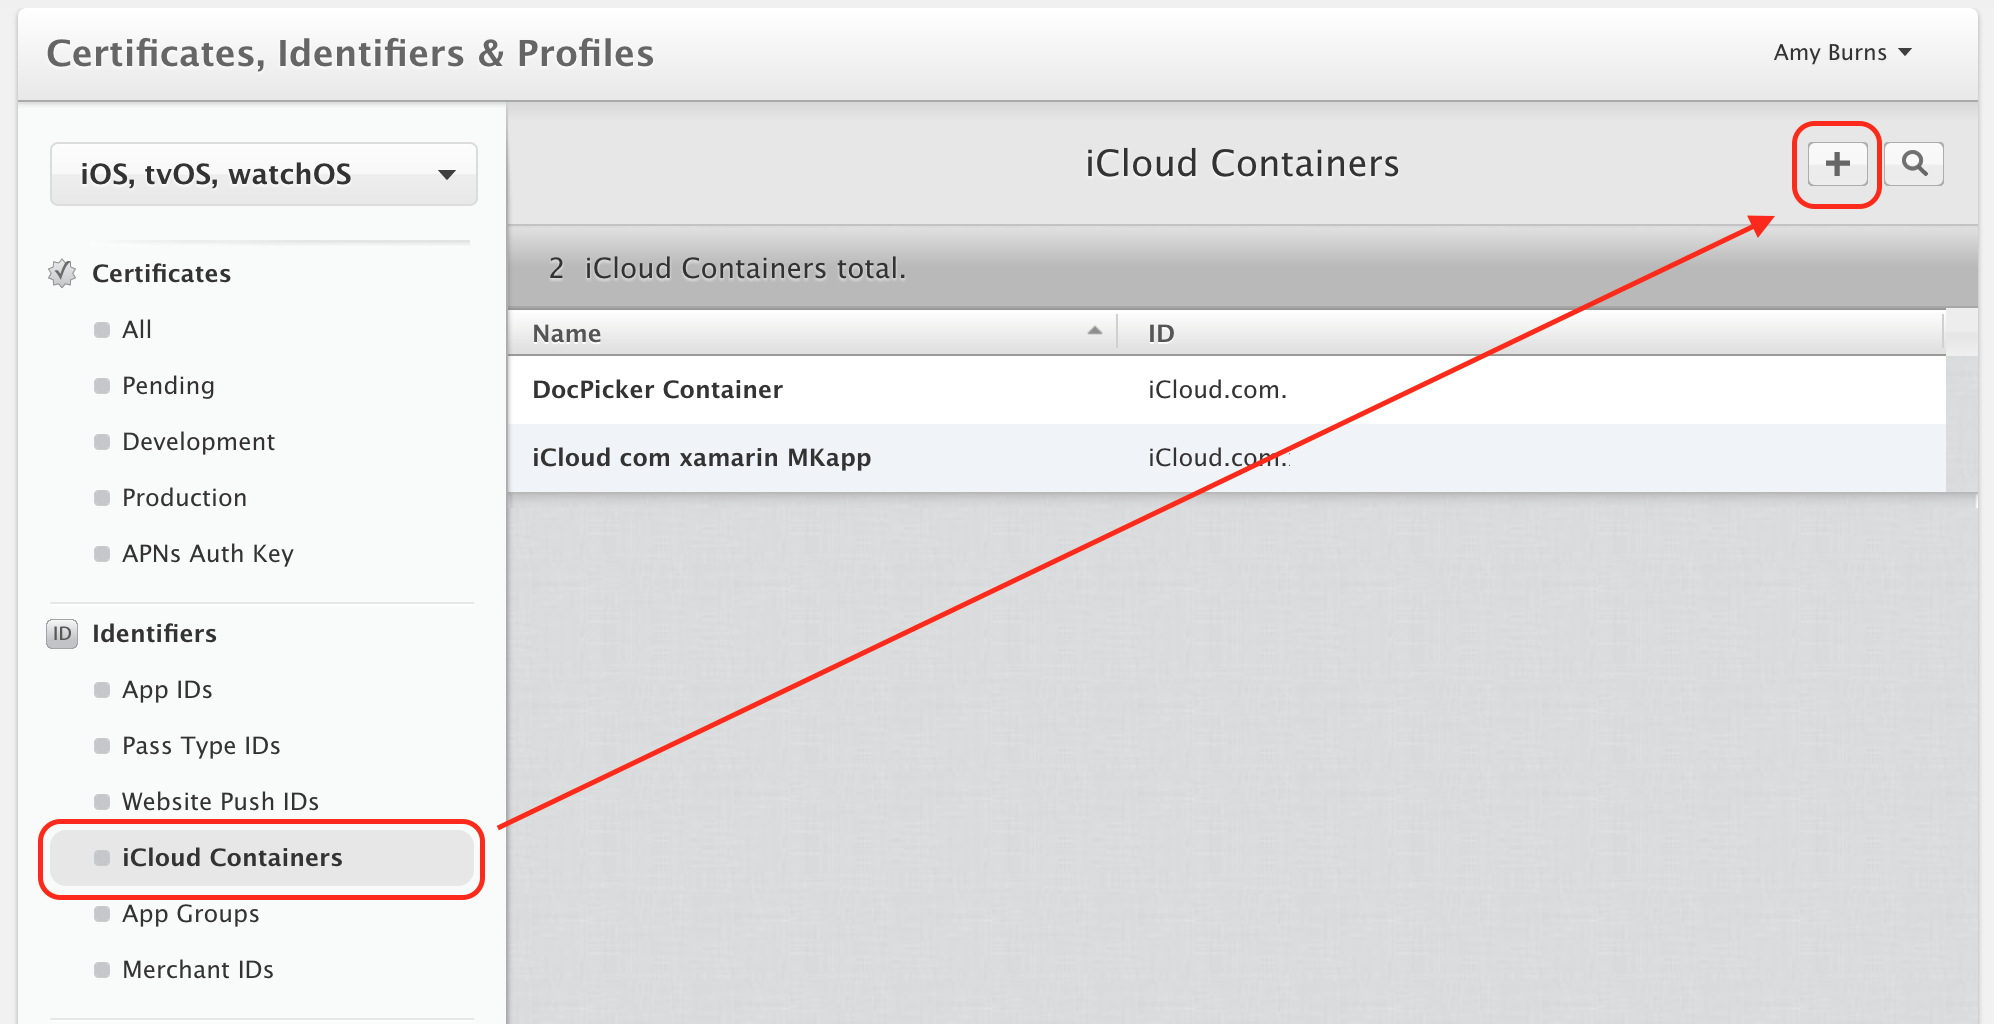 Certificates, Identifiers & Profiles
Amy Burns
iOS, tvOS, watchOS
Certificates
All
Pending
Development
Production
APNs Auth Key
ID Identifiers
App IDs
Pass Type IDs
Website Push IDs
iCloud Containers
App Groups
Merchant IDs
iCloud Containers
2 iCloud Containers total.
Name ID
DocPicker Container iCloud.com.
iCloud com xamarin MKapp iCloud.com.